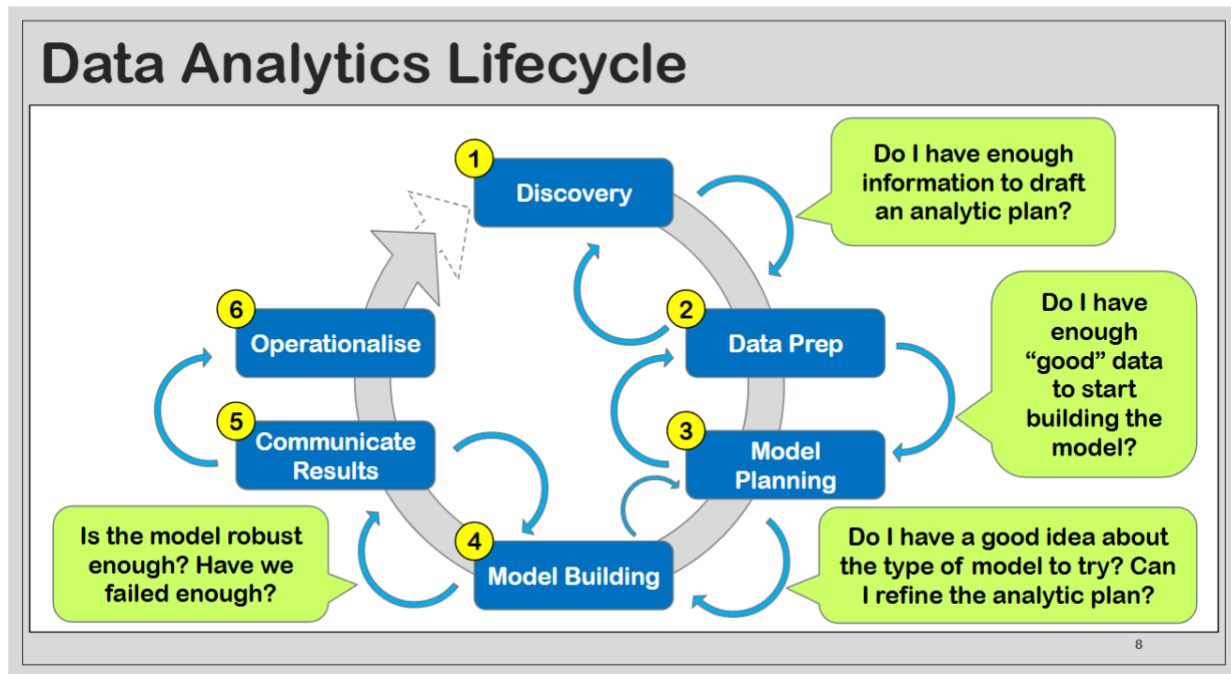 Data Analytics Lifecycle
1
Discovery
Do I have enough
information to draft
an analytic plan?
2
Data Prep
Do I have
enough
“good” data
to start
building the
model?
3
Model
Planning
Do I have a good idea about
the type of model to try? Can
I refine the analytic plan?
4
Model Building
Is the model robust
enough? Have we
failed enough?
5
Communicate
Results
6
Operationalise
8